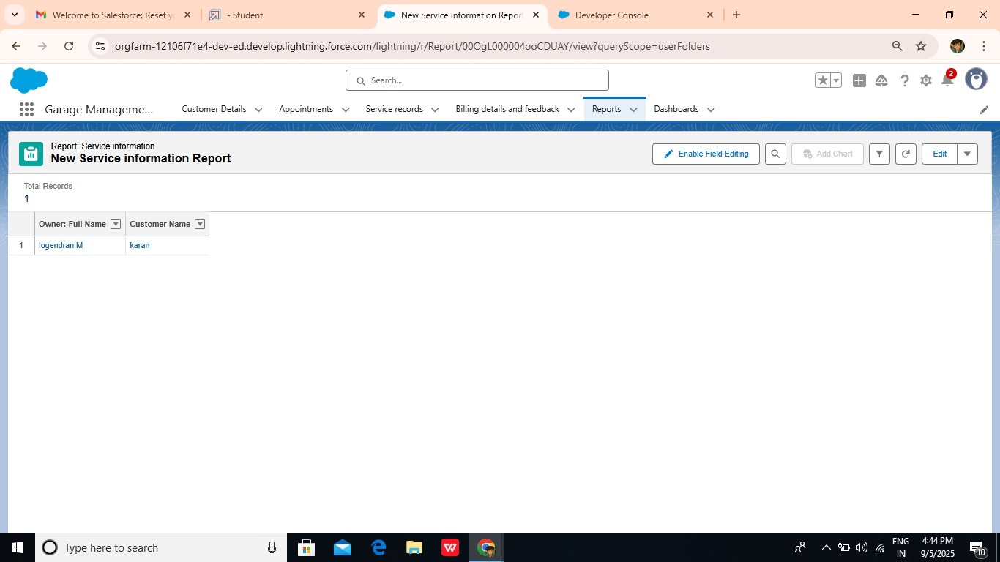 Welcome to Salesforce: Reset y
- Student
New Service information Repor
Developer Console
orgfarm-12106f71e4-dev-ed.develop.lightning.force.com/lightning/r/Report/00OgL000004ooCDUAY/view?queryScope=userFolders
Search...
2
Garage Manageme...
Customer Details
Appointments
Service records
Billing details and feedback
Reports
Dashboards
Report: Service information
New Service information Report
Enable Field Editing
Add Chart
Edit
Total Records
1
Owner: Full Name
Customer Name
1 logendran M karan
Type here to search
ENG
IN
4:44 PM
9/5/2025
10